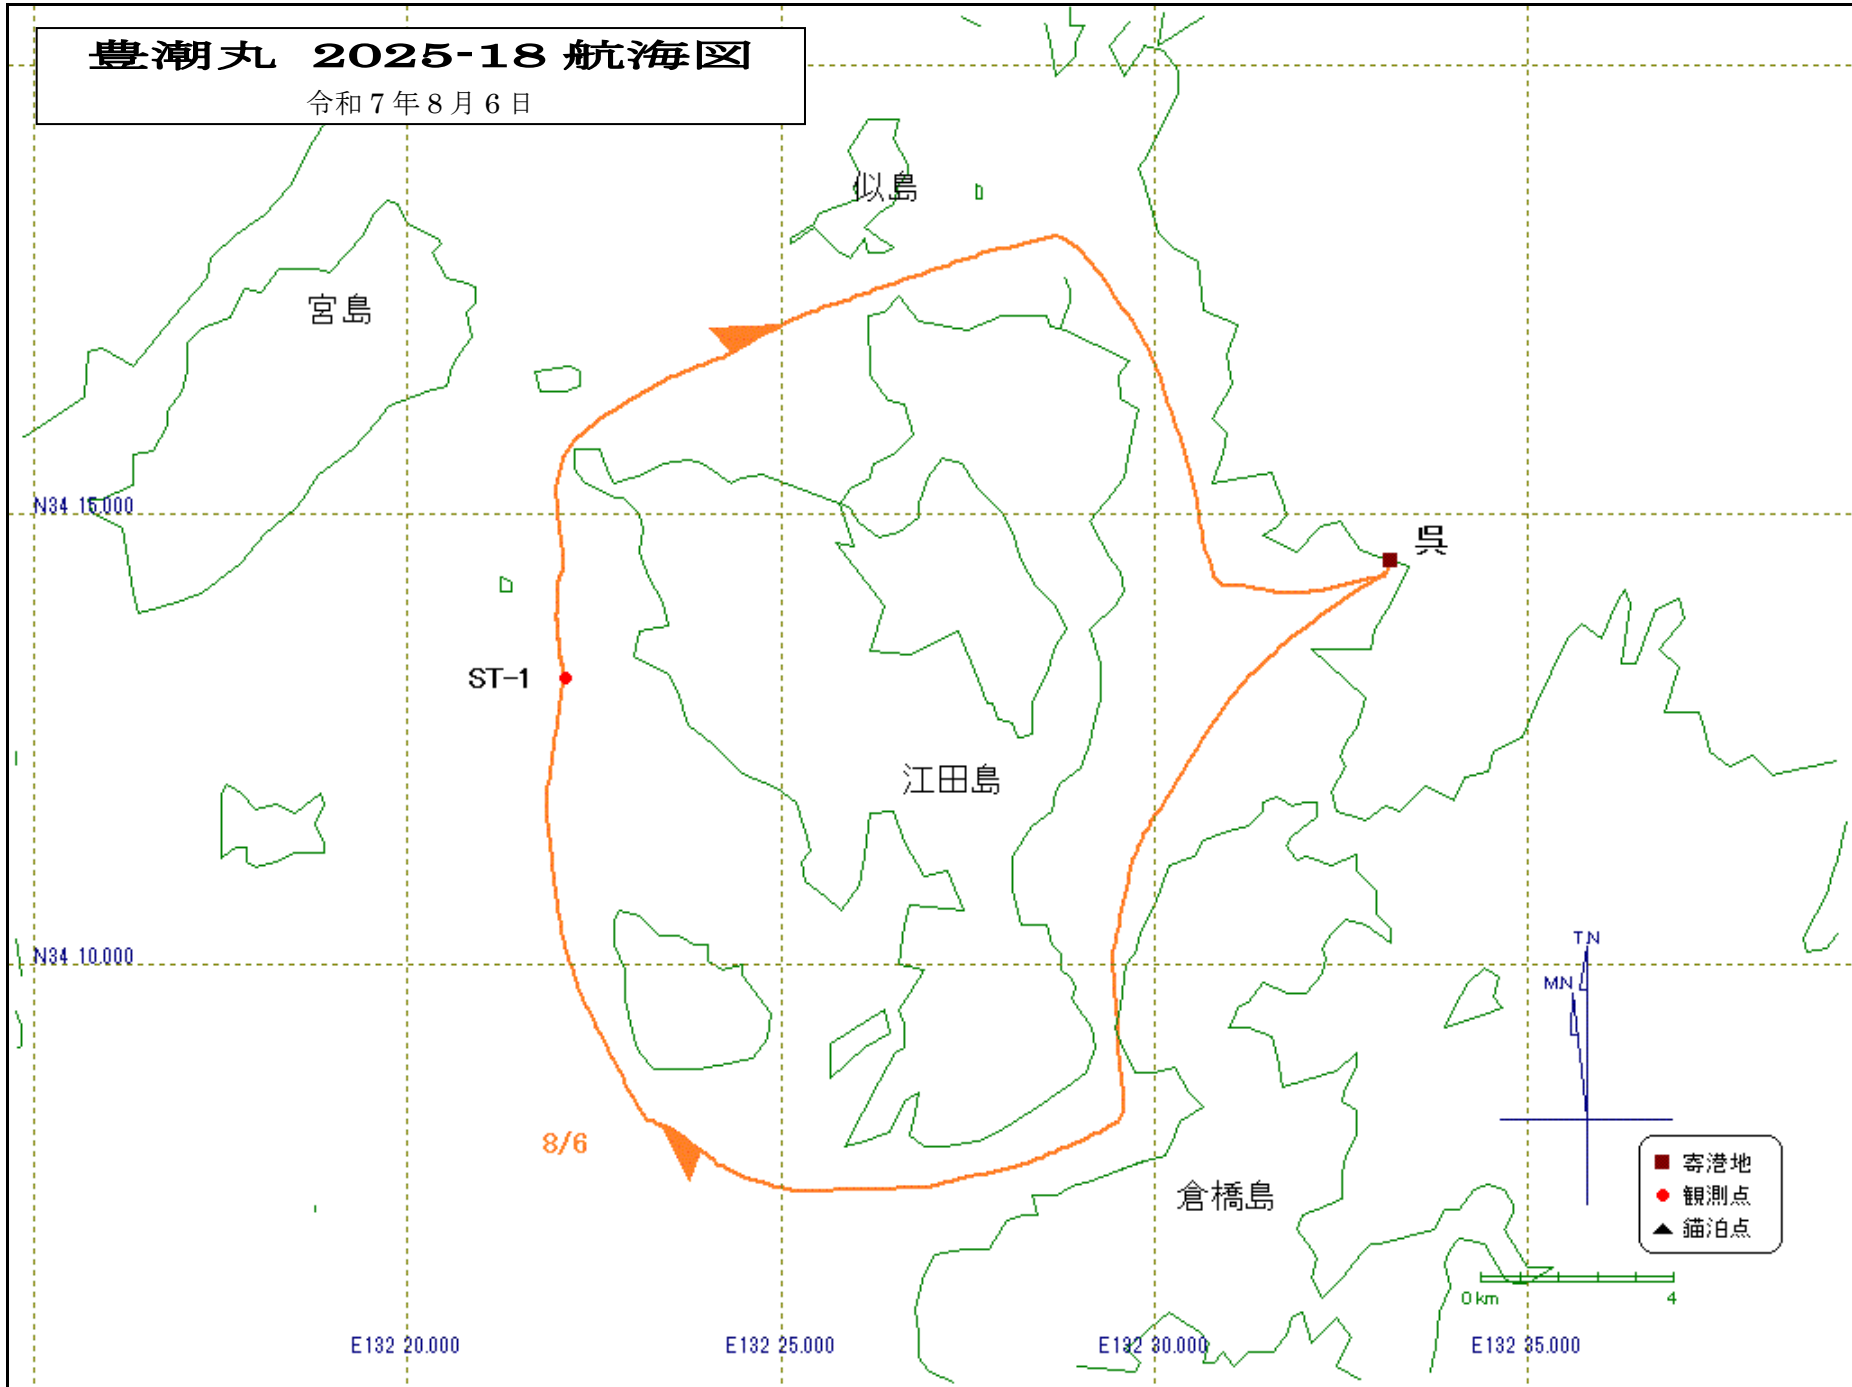 豊潮丸 2025-18 航海図
令和７年８月６日
似島
宮島
N34 15.000
呉
ST-1
江田島
N34 10.000
TN
MN
8/6
倉橋島
寄港地
観測点
錨泊点
0 km 4
E132 20.000 E132 25.000 E132 30.000 E132 35.000